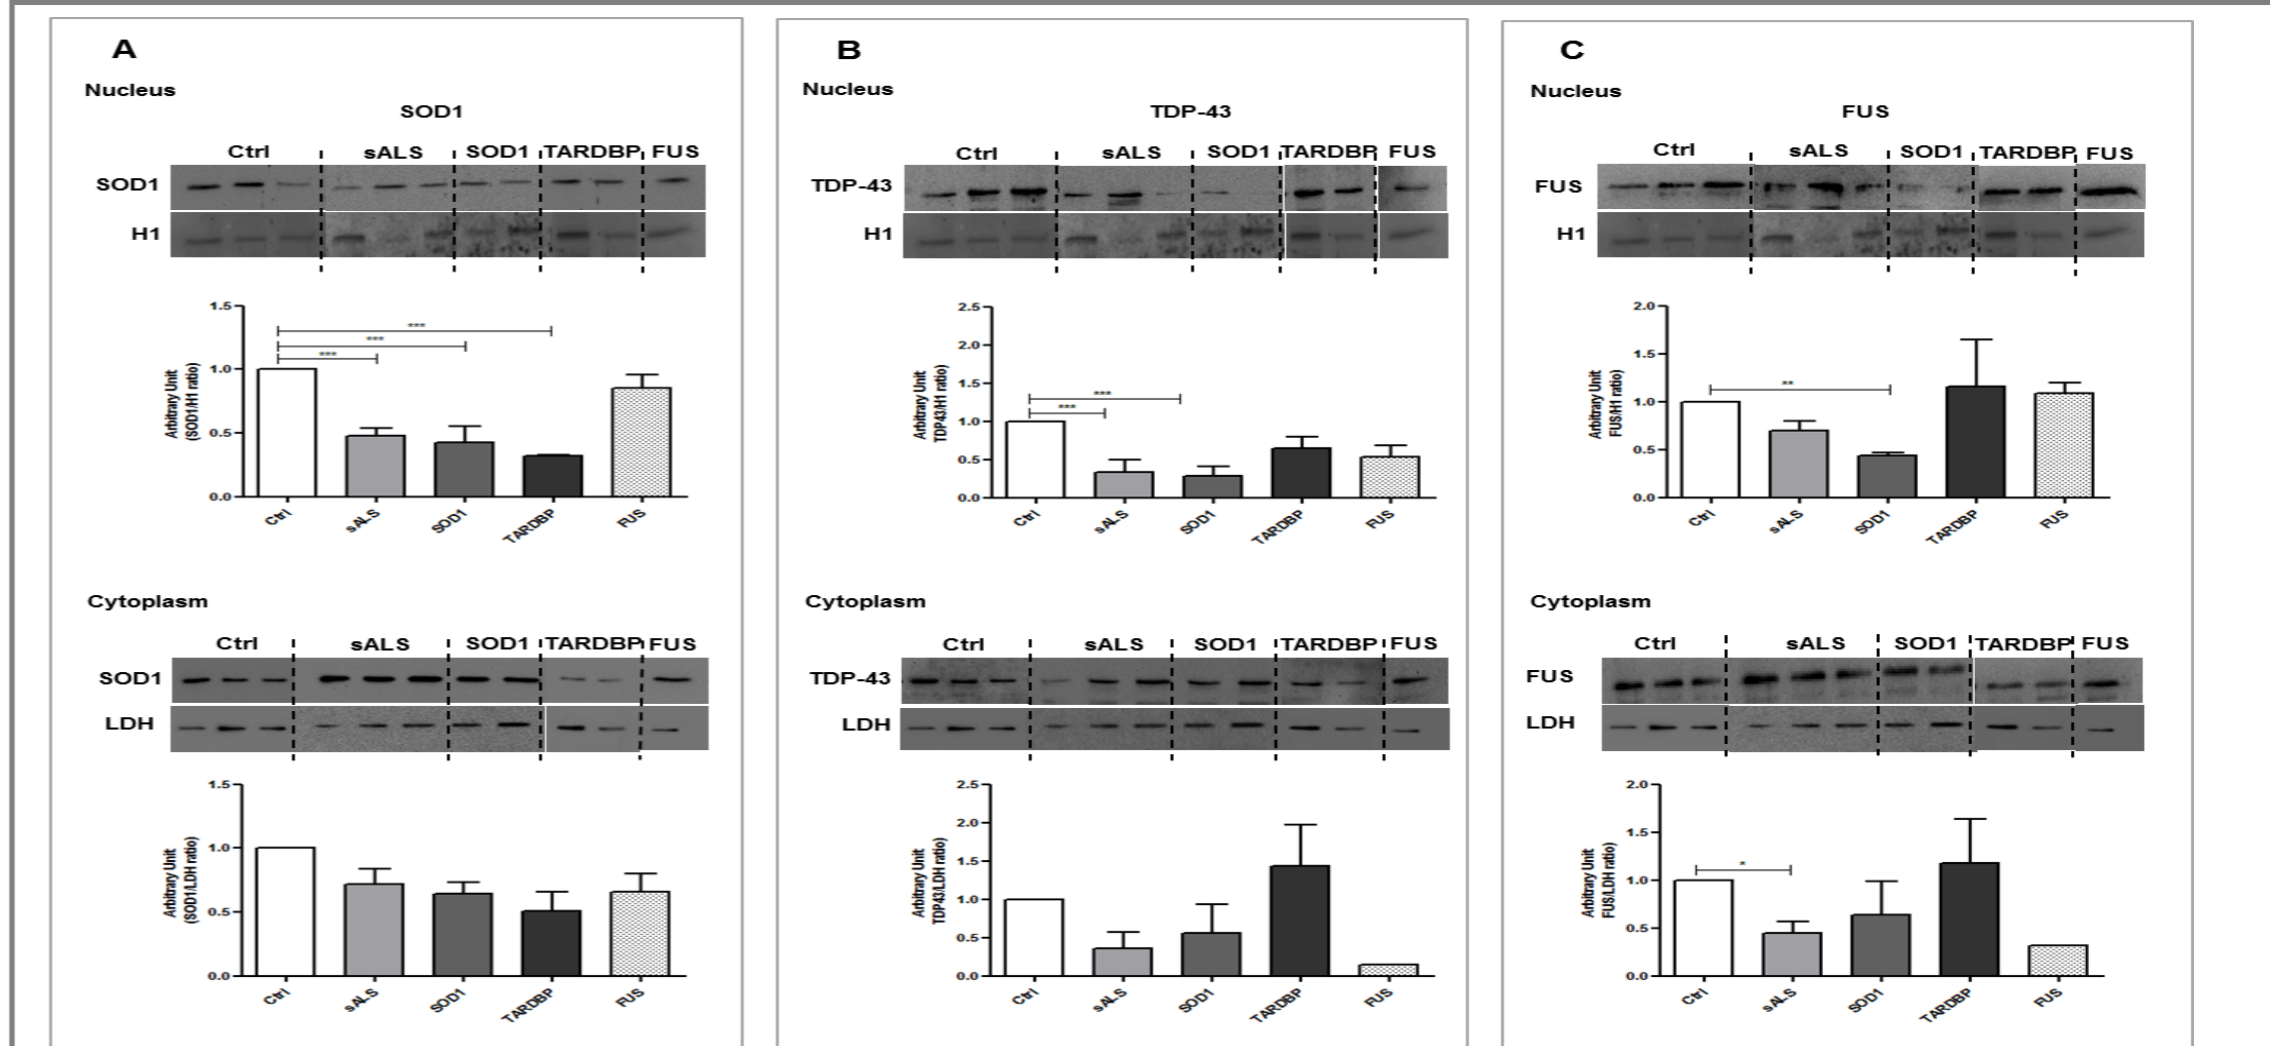 A
Nucleus
SOD1
Ctrl sALS SOD1 TARDBP FUS
SOD1
H1
1.5
1.0
0.5
0.0
Arbitrary Unit
(SOD1/H1 ratio)
***
***
***
Ctrl sALS SOD1 TARDBP FUS
Cytoplasm
Ctrl sALS SOD1 TARDBP FUS
SOD1
LDH
1.5
1.0
0.5
0.0
Arbitrary Unit
(SOD1/LDH ratio)
Ctrl sALS SOD1 TARDBP FUS
B
Nucleus
TDP-43
Ctrl sALS SOD1 TARDBP FUS
TDP-43
H1
2.5
2.0
1.5
1.0
0.5
0.0
Arbitrary Unit
TDP43/H1 ratio)
***
***
Ctrl sALS SOD1 TARDBP FUS
Cytoplasm
Ctrl sALS SOD1 TARDBP FUS
TDP-43
LDH
2.5
2.0
1.5
1.0
0.5
0.0
Arbitrary Unit
TDP43/LDH ratio)
Ctrl sALS SOD1 TARDBP FUS
C
Nucleus
FUS
Ctrl sALS SOD1 TARDBP FUS
FUS
H1
2.0
1.5
1.0
0.5
0.0
Arbitrary Unit
FUS/H1 ratio)
**
Ctrl sALS SOD1 TARDBP FUS
Cytoplasm
Ctrl sALS SOD1 TARDBP FUS
FUS
LDH
2.0
1.5
1.0
0.5
0.0
Arbitrary Unit
FUS/LDH ratio)
*
Ctrl sALS SOD1 TARDBP FUS